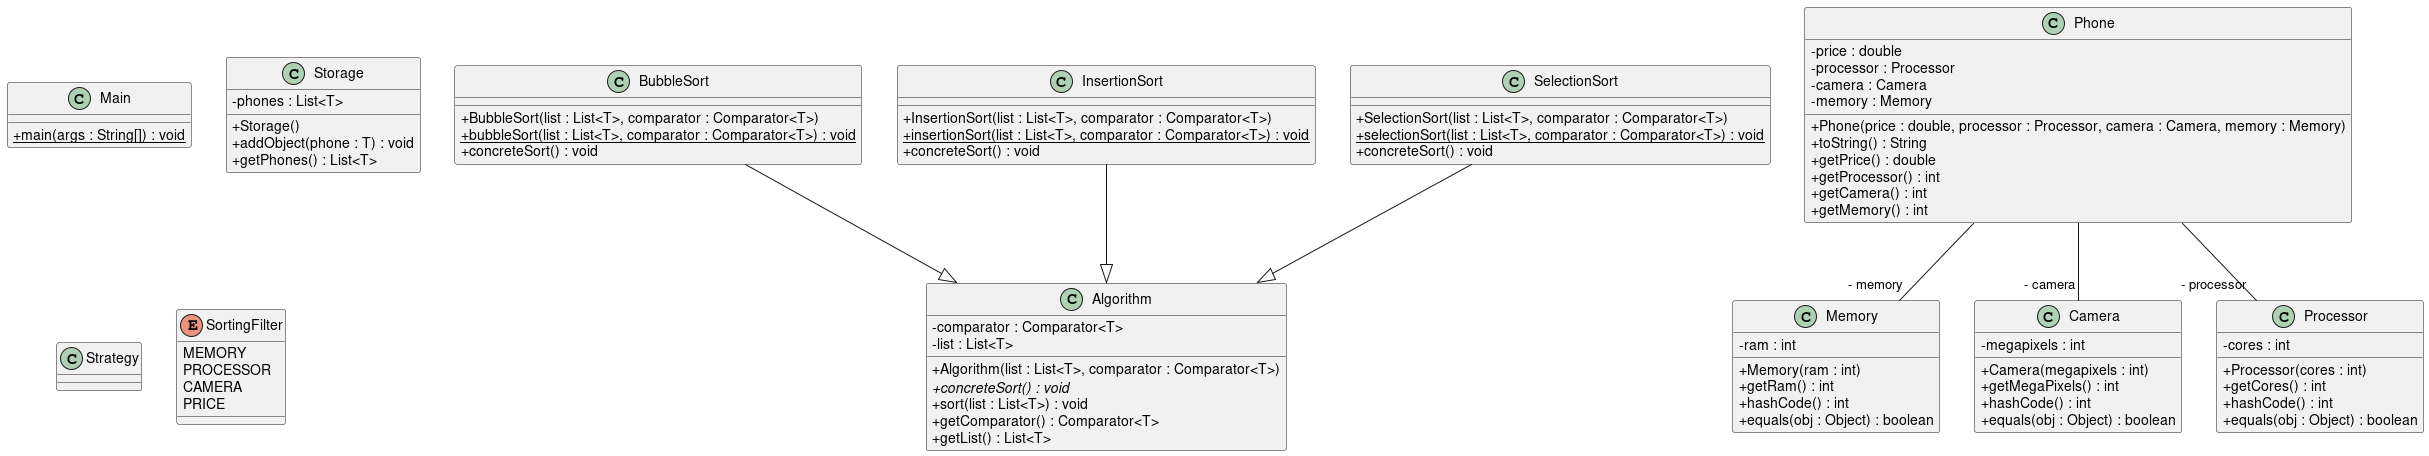 C Main
+main(args : String[]) : void
C Storage
-phones : List<T>
+Storage()
+addObject(phone : T) : void
+getPhones() : List<T>
C BubbleSort
+BubbleSort(list : List<T>, comparator : Comparator<T>)
+bubbleSort(list : List<T>, comparator : Comparator<T>) : void
+concreteSort() : void
C InsertionSort
+InsertionSort(list : List<T>, comparator : Comparator<T>)
+insertionSort(list : List<T>, comparator : Comparator<T>) : void
+concreteSort() : void
C SelectionSort
+SelectionSort(list : List<T>, comparator : Comparator<T>)
+selectionSort(list : List<T>, comparator : Comparator<T>) : void
+concreteSort() : void
C Phone
-price : double
-processor : Processor
-camera : Camera
-memory : Memory
+Phone(price : double, processor : Processor, camera : Camera, memory : Memory)
+toString() : String
+getPrice() : double
+getProcessor() : int
+getCamera() : int
+getMemory() : int
- memory
- camera
- processor
C Strategy
E SortingFilter
MEMORY
PROCESSOR
CAMERA
PRICE
C Algorithm
-comparator : Comparator<T>
-list : List<T>
+Algorithm(list : List<T>, comparator : Comparator<T>)
+concreteSort() : void
+sort(list : List<T>) : void
+getComparator() : Comparator<T>
+getList() : List<T>
C Memory
-ram : int
+Memory(ram : int)
+getRam() : int
+hashCode() : int
+equals(obj : Object) : boolean
C Camera
-megapixels : int
+Camera(megapixels : int)
+getMegaPixels() : int
+hashCode() : int
+equals(obj : Object) : boolean
C Processor
-cores : int
+Processor(cores : int)
+getCores() : int
+hashCode() : int
+equals(obj : Object) : boolean